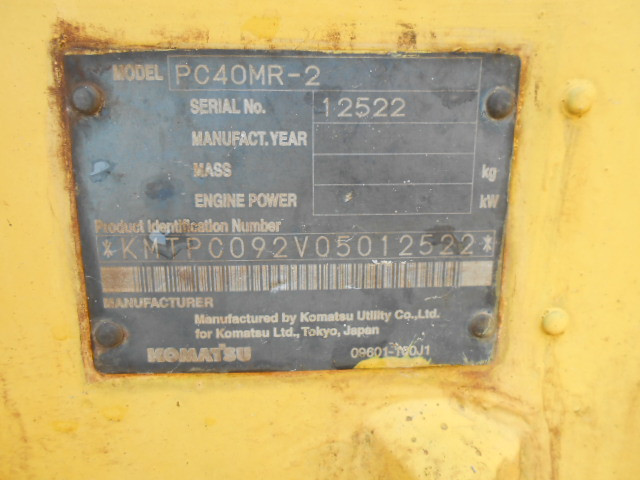 MODEL PC40MR-2
SERIAL No. 12522
MANUFACT.YEAR
MASS kg
ENGINE POWER kW
Product Identification Number
*KMTPC092V05012522*
MANUFACTURER
Manufactured by Komatsu Utility Co.,Ltd.
for Komatsu Ltd., Tokyo, Japan
KOMATSU